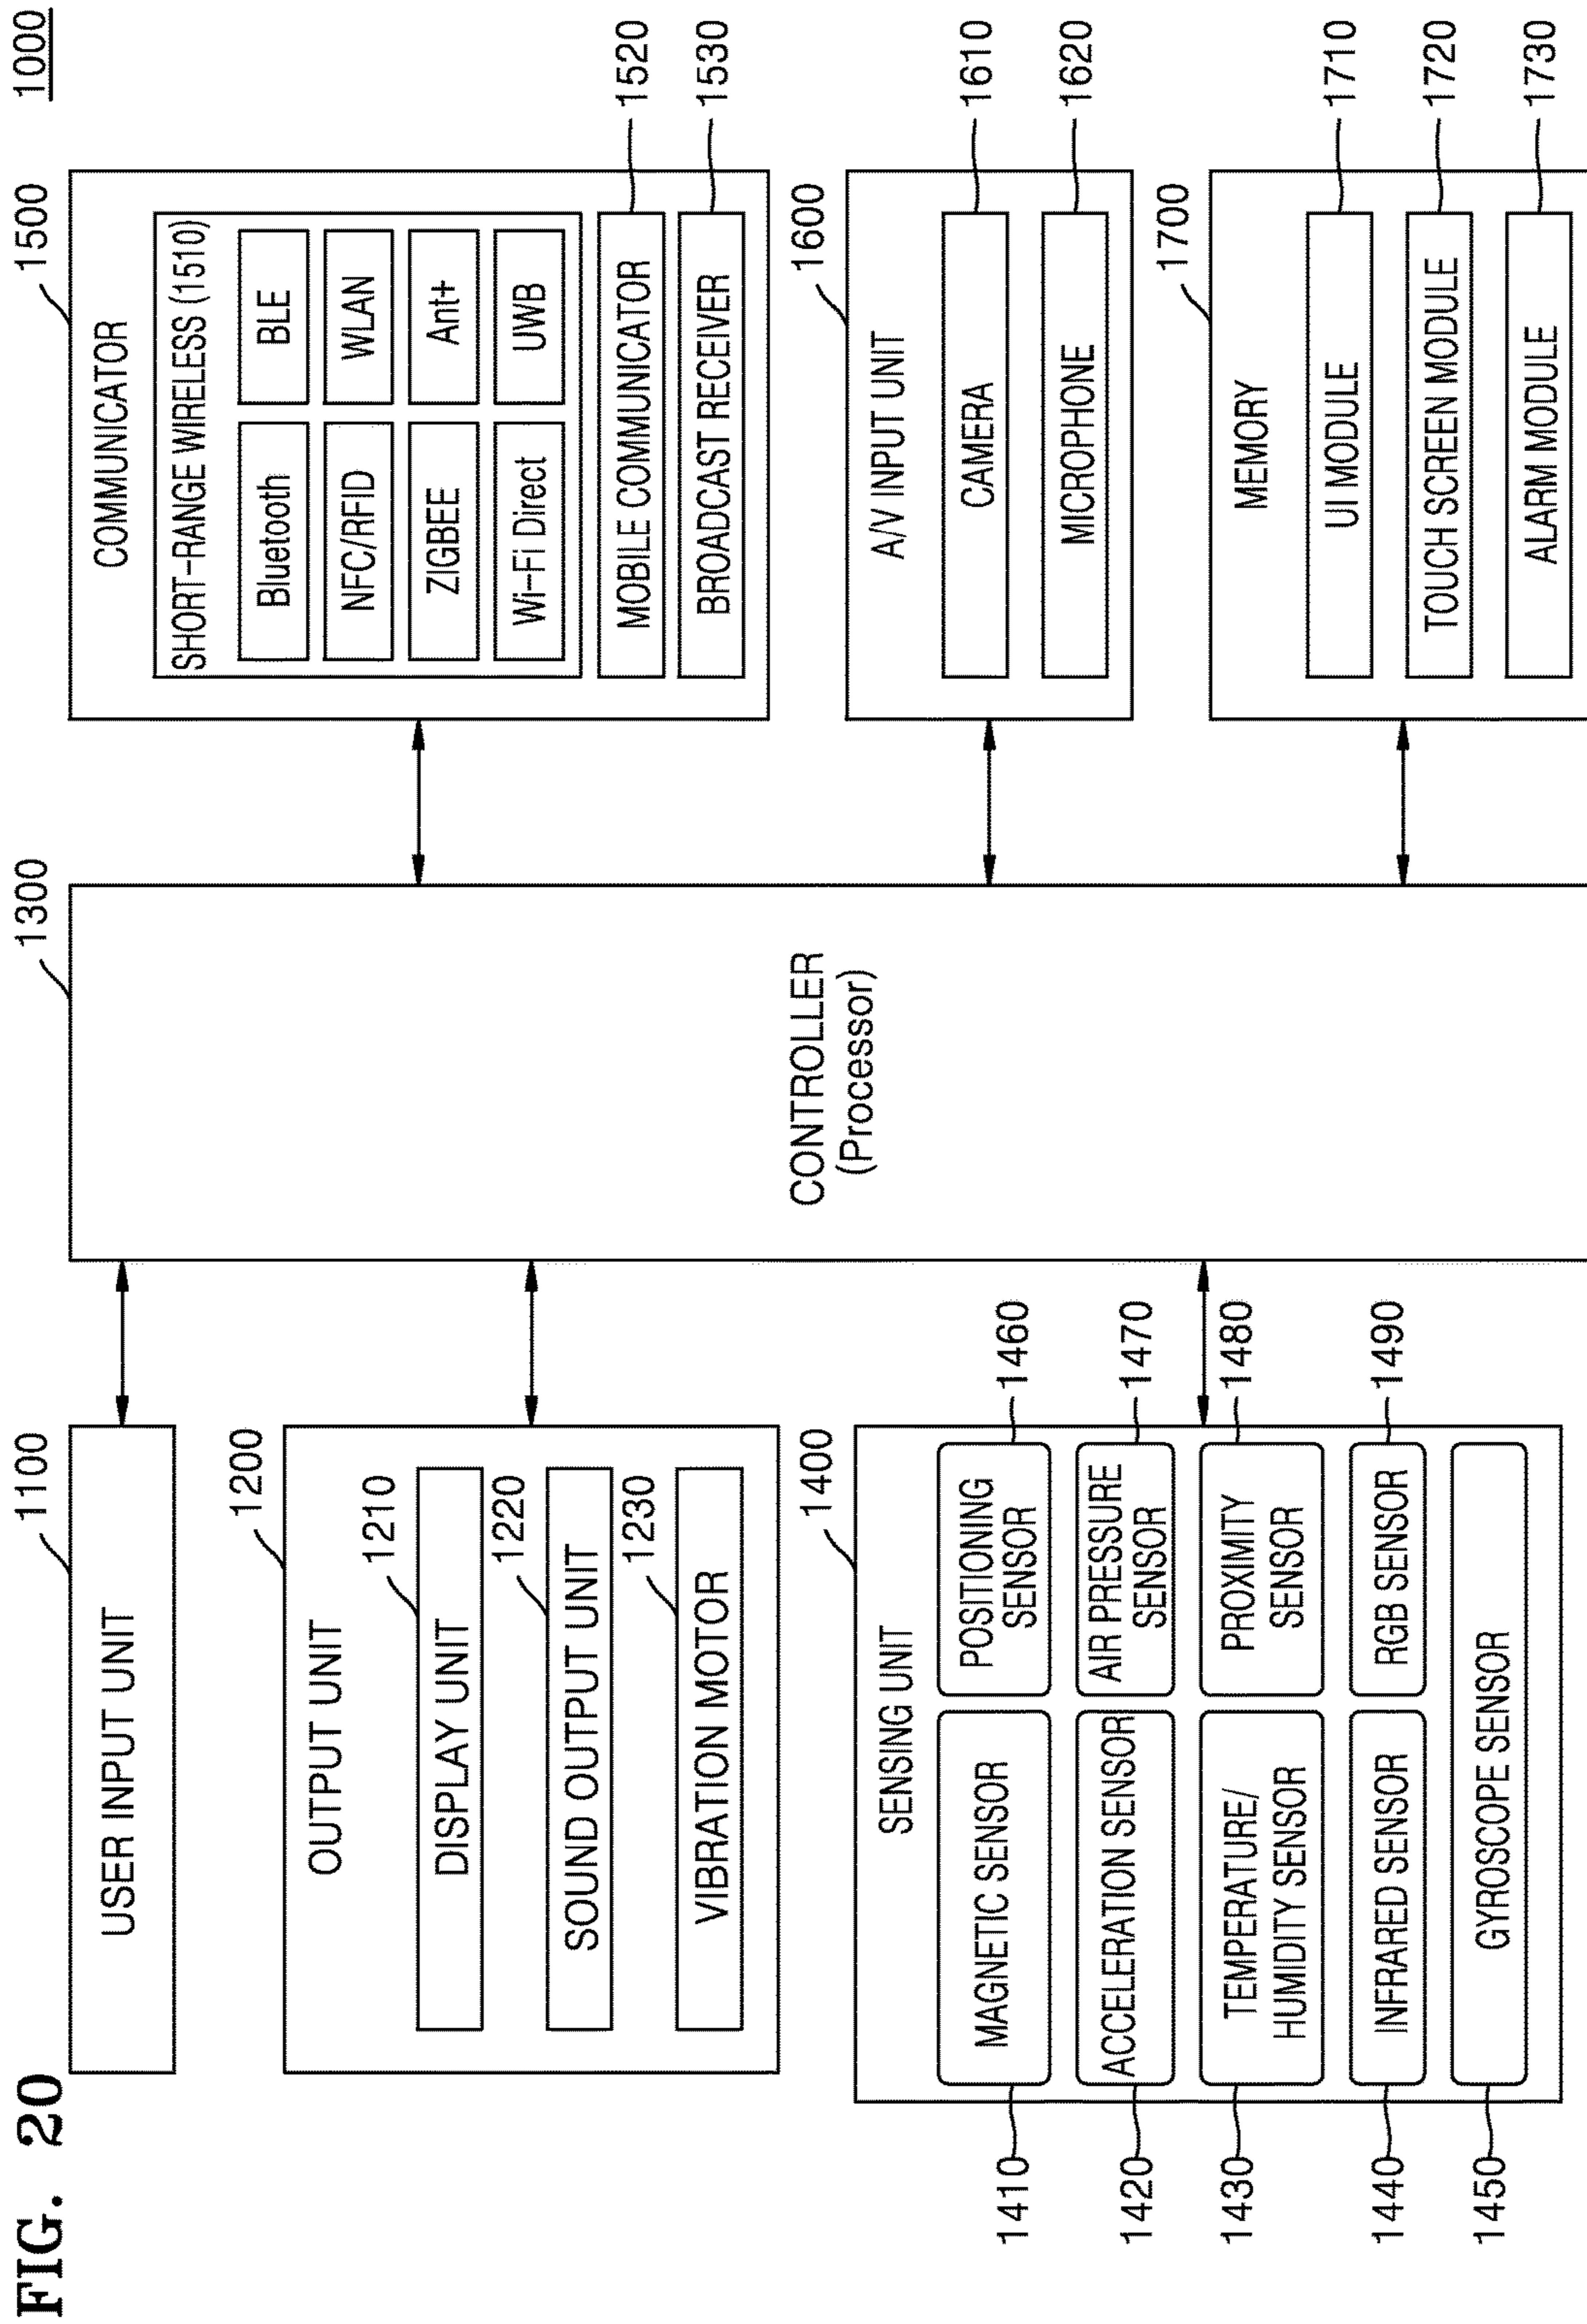 FIG. 20
1000
1100
USER INPUT UNIT
1200
OUTPUT UNIT
1210
DISPLAY UNIT
1220
SOUND OUTPUT UNIT
1230
VIBRATION MOTOR
1400
SENSING UNIT
1410
MAGNETIC SENSOR
POSITIONING
SENSOR
1460
1420
ACCELERATION SENSOR
AIR PRESSURE
SENSOR
1470
1430
TEMPERATURE/
HUMIDITY SENSOR
PROXIMITY
SENSOR
1480
1440
INFRARED SENSOR
RGB SENSOR
1490
1450
GYROSCOPE SENSOR
1300
CONTROLLER
(Processor)
1500
COMMUNICATOR
SHORT-RANGE WIRELESS (1510)
Bluetooth
BLE
NFC/RFID
WLAN
ZIGBEE
Ant+
Wi-Fi Direct
UWB
MOBILE COMMUNICATOR
1520
BROADCAST RECEIVER
1530
1600
A/V INPUT UNIT
CAMERA
1610
MICROPHONE
1620
1700
MEMORY
UI MODULE
1710
TOUCH SCREEN MODULE
1720
ALARM MODULE
1730